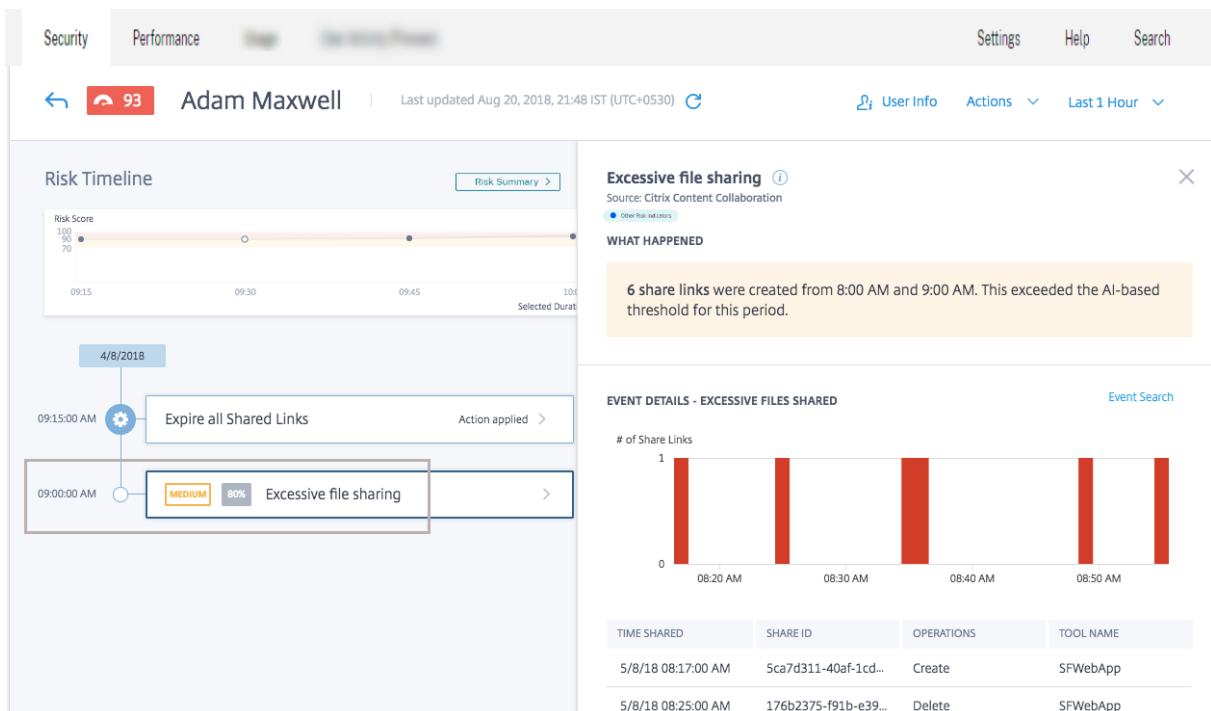 Security
Performance
Settings
Help
Search
93
Adam Maxwell
Last updated Aug 20, 2018, 21:48 IST (UTC+0530)
User Info
Actions
Last 1 Hour
Risk Timeline
Risk Summary >
Risk Score
100
90
70
09:15
09:30
09:45
Selected Durat
4/8/2018
09:15:00 AM
Expire all Shared Links
Action applied
09:00:00 AM
MEDIUM
80%
Excessive file sharing
Excessive file sharing
Source: Citrix Content Collaboration
Other Risk Indicators
WHAT HAPPENED
6 share links were created from 8:00 AM and 9:00 AM. This exceeded the AI-based
threshold for this period.
EVENT DETAILS - EXCESSIVE FILES SHARED
Event Search
# of Share Links
1
0
08:20 AM
08:30 AM
08:40 AM
08:50 AM
TIME SHARED
SHARE ID
OPERATIONS
TOOL NAME
5/8/18 08:17:00 AM
5ca7d311-40af-1cd...
Create
SFWebApp
5/8/18 08:25:00 AM
176b2375-f91b-e39...
Delete
SFWebApp